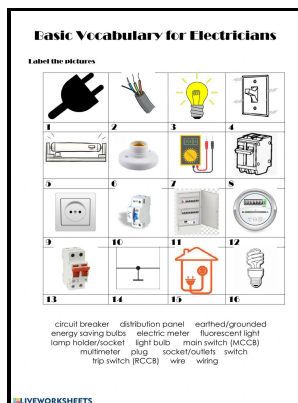 Basic Vocabulary for Electricians
Label the pictures
1 2 3 4
5 6 7 8
9 10 11 12
13 14 15 16
circuit breaker distribution panel earthed/grounded
energy saving bulbs electric meter fluorescent light
lamp holder/socket light bulb main switch (MCCB)
multimeter plug socket/outlets switch
trip switch (RCCB) wire wiring
LIVEWORKSHEETS